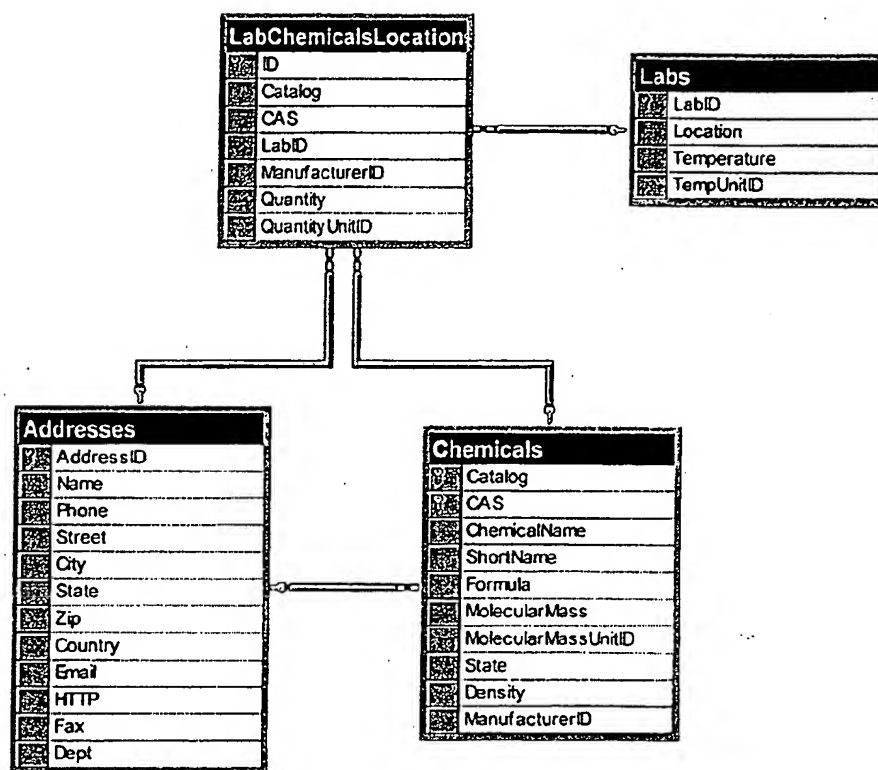 LabChemicalsLocation
ID
Catalog
CAS
LabID
ManufacturerID
Quantity
QuantityUnitID
Labs
LabID
Location
Temperature
TempUnitID
Addresses
AddressID
Name
Phone
Street
City
State
Zip
Country
Email
HTTP
Fax
Dept
Chemicals
Catalog
CAS
ChemicalName
ShortName
Formula
MolecularMass
MolecularMassUnitID
State
Density
ManufacturerID